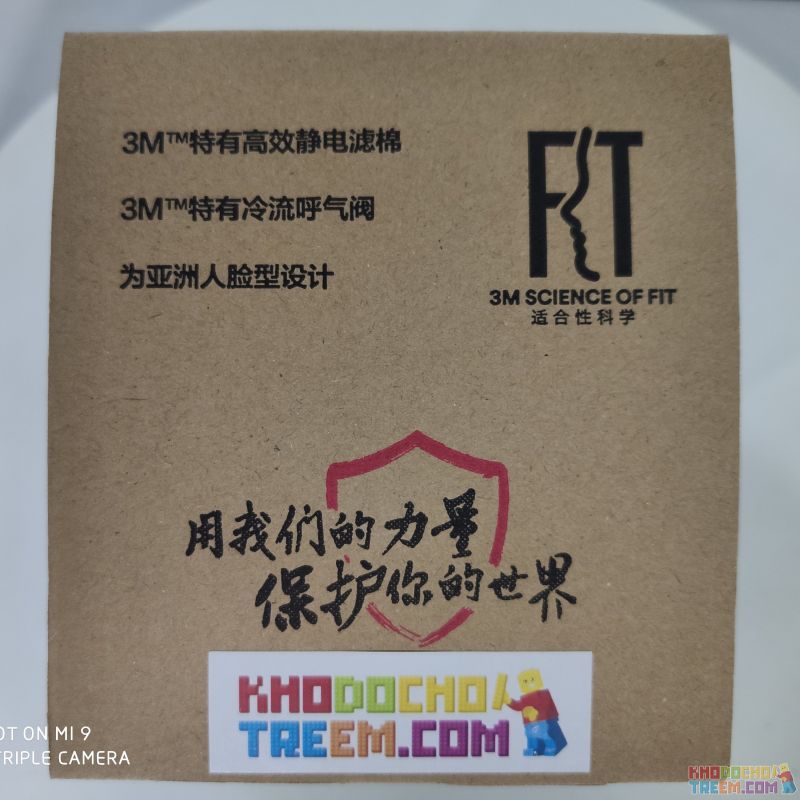 3M™特有高效静电滤棉
3M™特有冷流呼气阀
为亚洲人脸型设计
FIT
3M SCIENCE OF FIT
适合性科学
用我们的力量
保护你的世界
KHODOCHOI
TREEM.COM
OT ON MI 9
TRIPLE CAMERA
KHODOCHOI
TREEM.COM